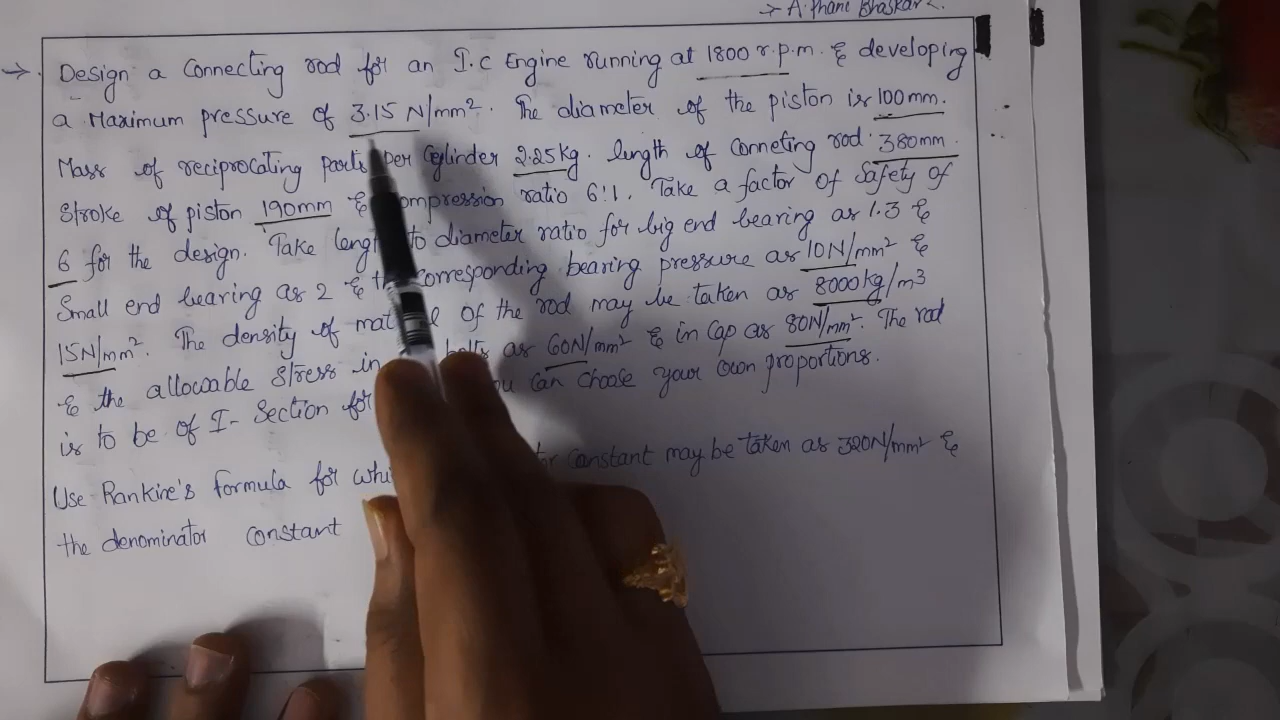 → A. Phani Bhaskar
→ Design a Connecting rod for an I.C Engine running at 1800 r.p.m. & developing
a Maximum pressure of 3.15 N/mm². The diameter of the piston is 100mm.
Mass of reciprocating parts per Cylinder 2.25kg. length of Conneting rod 380mm.
Stroke of piston 190mm & compression ratio 6:1. Take a factor of Safety of
6 for the design. Take length to diameter ratio for big end bearing as 1.3 &
Small end bearing as 2 & the corresponding bearing pressure as 10N/mm² &
15N/mm². The density of material of the rod may be taken as 8000kg/m3
& the allowable Stress in bolts as 60N/mm² & in Cap as 80N/mm². The rod
is to be of I-Section for you can choose your own proportions.
Use Rankine's formula for constant may be taken as 320N/mm² &
the denominator constant